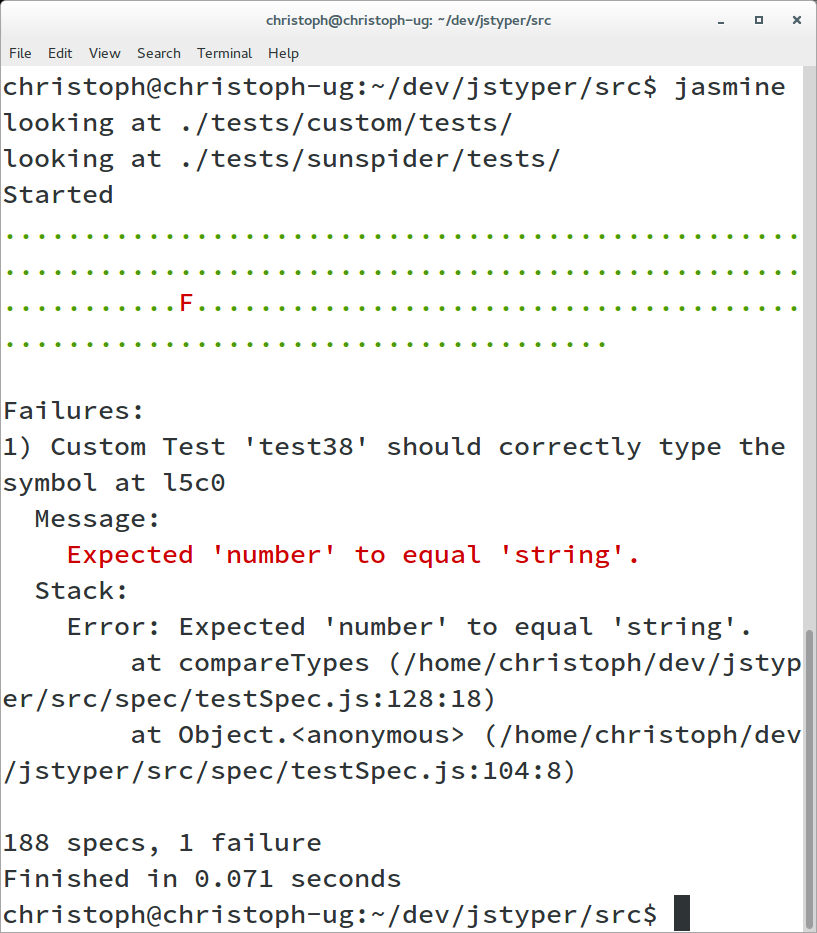 christoph@christoph-ug: ~/dev/jstyper/src
File Edit View Search Terminal Help
christoph@christoph-ug:~/dev/jstyper/src$ jasmine
looking at ./tests/custom/tests/
looking at ./tests/sunspider/tests/
Started
..................................................
..................................................
...........F......................................
......................................
Failures:
1) Custom Test 'test38' should correctly type the
symbol at l5c0
Message:
Expected 'number' to equal 'string'.
Stack:
Error: Expected 'number' to equal 'string'.
at compareTypes (/home/christoph/dev/jstyp
er/src/spec/testSpec.js:128:18)
at Object.<anonymous> (/home/christoph/dev
/jstyper/src/spec/testSpec.js:104:8)
188 specs, 1 failure
Finished in 0.071 seconds
christoph@christoph-ug:~/dev/jstyper/src$